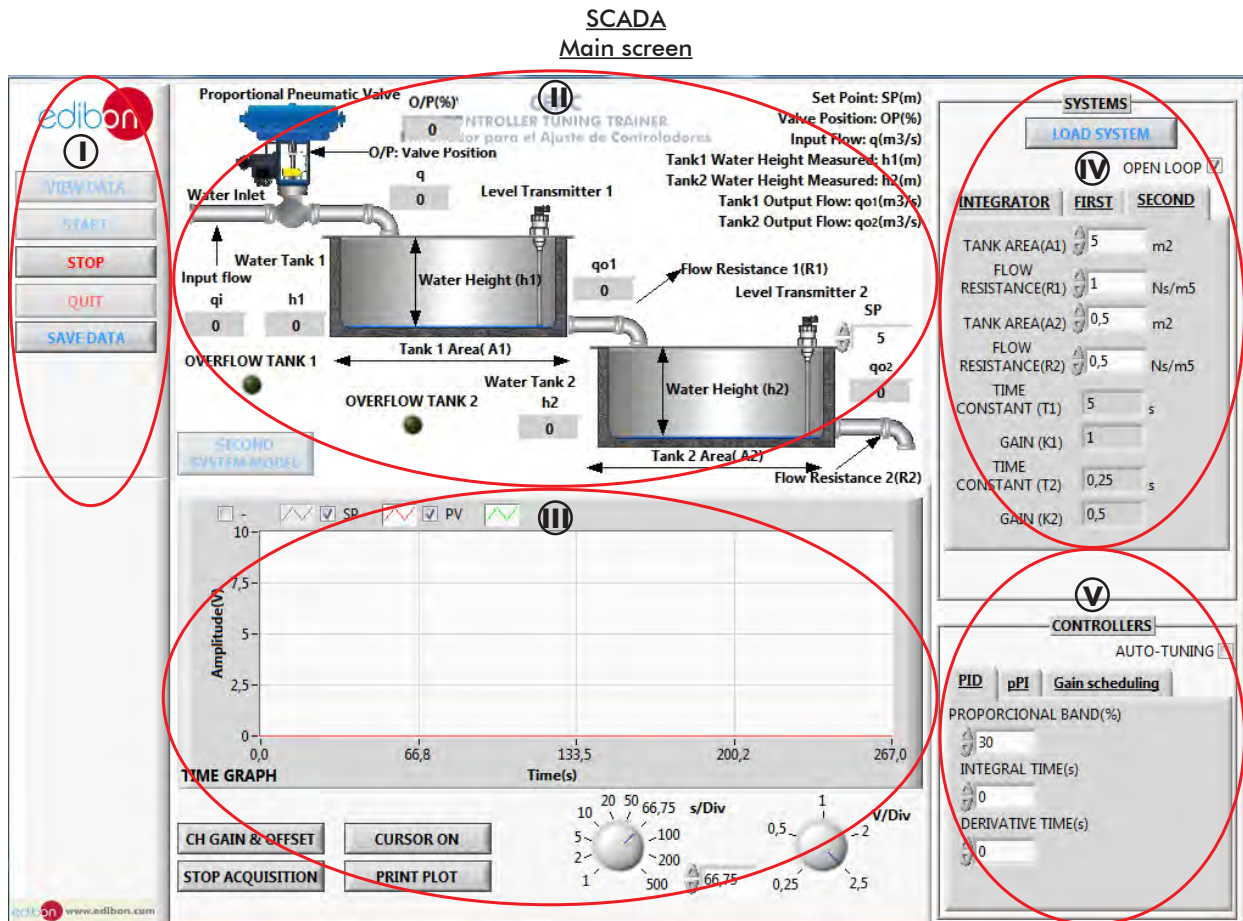 SCADA
Main screen
edibon
I
VIEW DATA
START
STOP
QUIT
SAVE DATA
II
Proportional Pneumatic Valve
O/P(%)
0
NTROLLER TUNING TRAINER
or para el Ajuste de Controladores
O/P: Valve Position
q
0
Water Inlet
Level Transmitter 1
Set Point: SP(m)
Valve Position: OP(%)
Input Flow: q(m3/s)
Tank1 Water Height Measured: h1(m)
Tank2 Water Height Measured: h2(m)
Tank1 Output Flow: qo1(m3/s)
Tank2 Output Flow: qo2(m3/s)
Water Tank 1
Input flow
qi
h1
0
0
Water Height (h1)
qo1
0
Flow Resistance 1(R1)
Level Transmitter 2
SP
5
Tank 1 Area( A1)
OVERFLOW TANK 1
OVERFLOW TANK 2
Water Tank 2
h2
0
Water Height (h2)
qo2
0
SECOND
SYSTEM MODEL
Tank 2 Area( A2)
Flow Resistance 2(R2)
III
-
SP
PV
Amplitude(V)
10
7,5
5
2,5
0
0,0
66,8
133,5
200,2
267,0
TIME GRAPH
Time(s)
CH GAIN & OFFSET
CURSOR ON
STOP ACQUISITION
PRINT PLOT
1
2
5
10
20
50
66,75
100
200
500
s/Div
66,75
0,25
0,5
1
2
2,5
V/Div
SYSTEMS
LOAD SYSTEM
IV
OPEN LOOP
INTEGRATOR FIRST SECOND
TANK AREA(A1) 5 m2
FLOW
RESISTANCE(R1) 1 Ns/m5
TANK AREA(A2) 0,5 m2
FLOW
RESISTANCE(R2) 0,5 Ns/m5
TIME
CONSTANT (T1) 5 s
GAIN (K1) 1
TIME
CONSTANT (T2) 0,25 s
GAIN (K2) 0,5
V
CONTROLLERS
AUTO-TUNING
PID pPI Gain scheduling
PROPORCIONAL BAND(%)
30
INTEGRAL TIME(s)
0
DERIVATIVE TIME(s)
0
edibon www.edibon.com